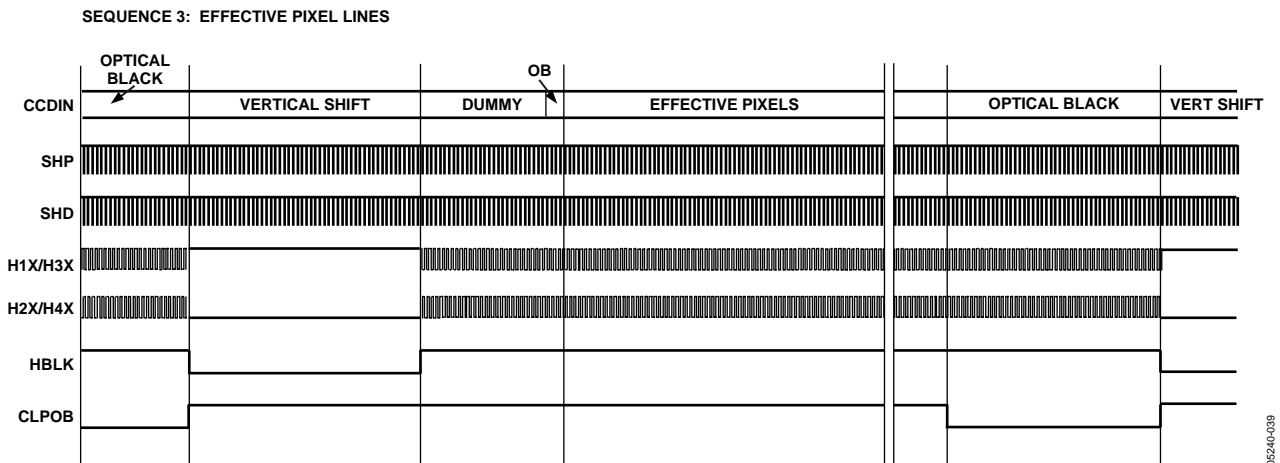 SEQUENCE 3: EFFECTIVE PIXEL LINES
OPTICAL
BLACK
OB
CCDIN
VERTICAL SHIFT
DUMMY
EFFECTIVE PIXELS
OPTICAL BLACK
VERT SHIFT
SHP
SHD
H1X/H3X
H2X/H4X
HBLK
CLPOB
05240-039